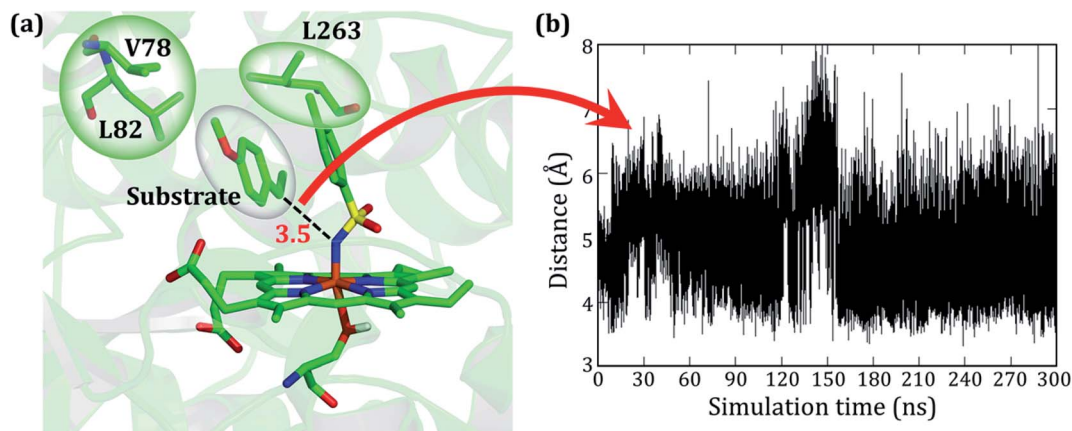 (a)
V78
L82
L263
Substrate
3.5
(b)
Distance (Å)
8
7
6
5
4
3
0 30 60 90 120 150 180 210 240 270 300
Simulation time (ns)